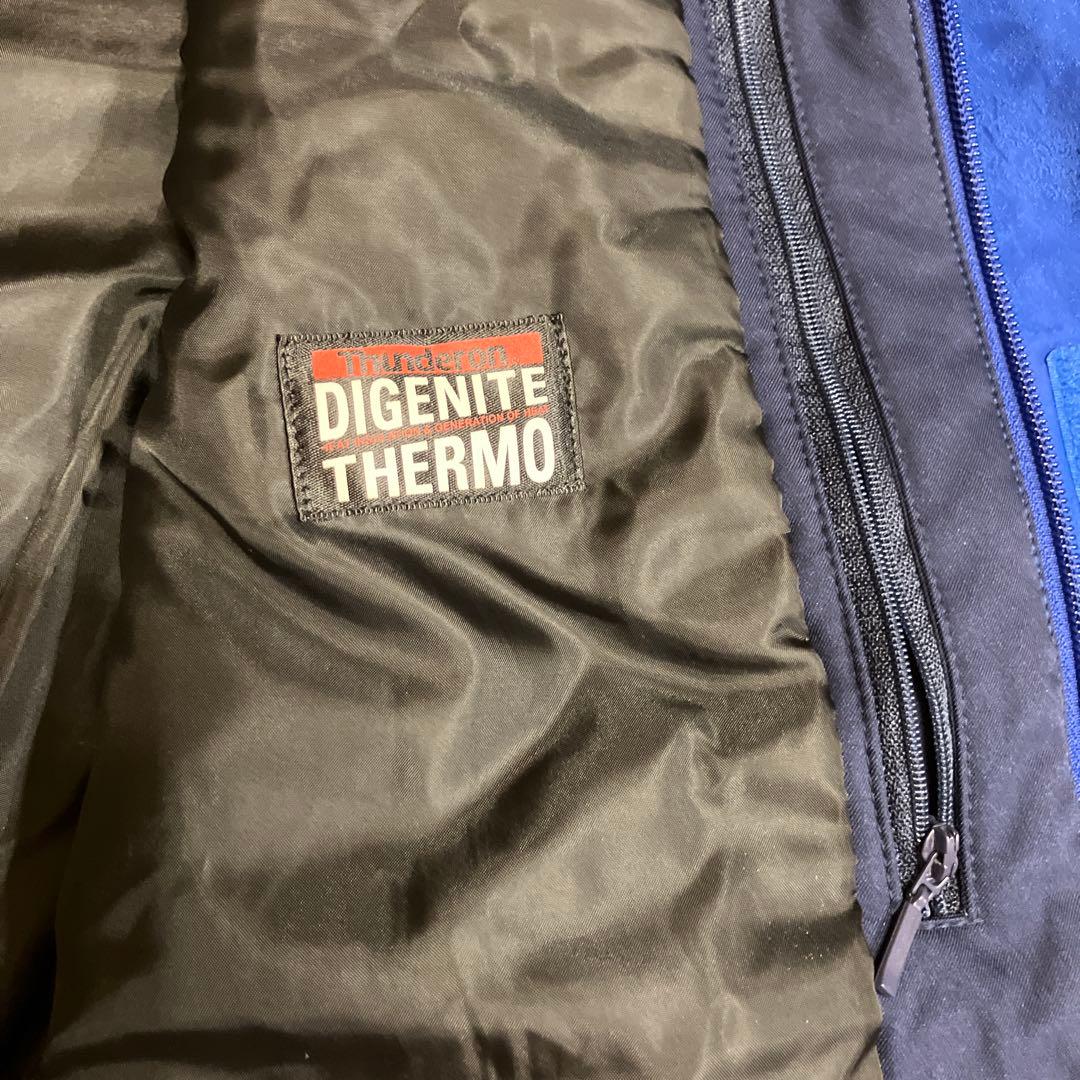 Thunderon
DIGENITE
HEAT INSULATION & GENERATION OF HEAT
THERMO